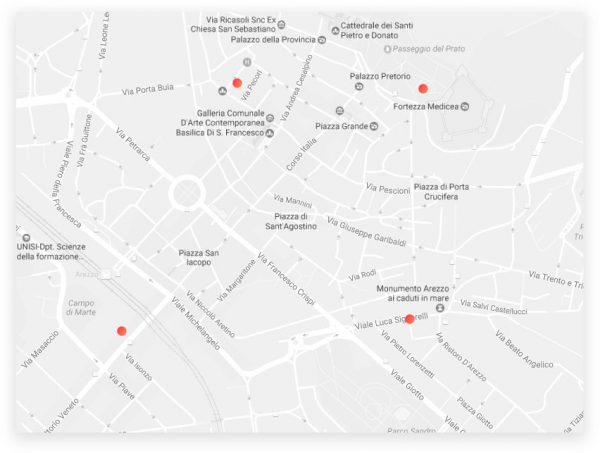 Via Ricasoli Snc Ex
Chiesa San Sebastiano
Cattedrale dei Santi
Pietro e Donato
Palazzo della Provincia
Passeggio del Prato
Via Leone Le
H
Via Pecori
Via Andrea Cesalpino
Palazzo Pretorio
Via Porta Buia
Fortezza Medicea
Galleria Comunale
D'Arte Contemporanea
Basilica Di S. Francesco
Piazza Grande
Via Frà Guittone
Via Petrarca
Corso Italia
Viale Piero della Francesca
Via Pescioni
Piazza di Porta
Crucifera
Via Mannini
Piazza di
Sant'Agostino
Via Giuseppe Garibaldi
UNISI-Dpt. Scienze
della formazione...
Piazza San
Iacopo
Via Margaritone
Via Francesco Crispi
Via Rodi
Via Trento e Tri
Arezzo
Monumento Arezzo
ai caduti in mare
Campo
di Marte
Via Niccolò Aretino
Viale Michelangelo
Via Salvi Castellucci
Viale Luca Signorelli
Via Masaccio
Via Isonzo
Via Piave
Via Pietro Lorenzetti
Via Ristoro D'Arezzo
Via Beato Angelico
Viale Giotto
Piazza Giotto
ittorio Veneto
Parco Sandro
Via Tizia